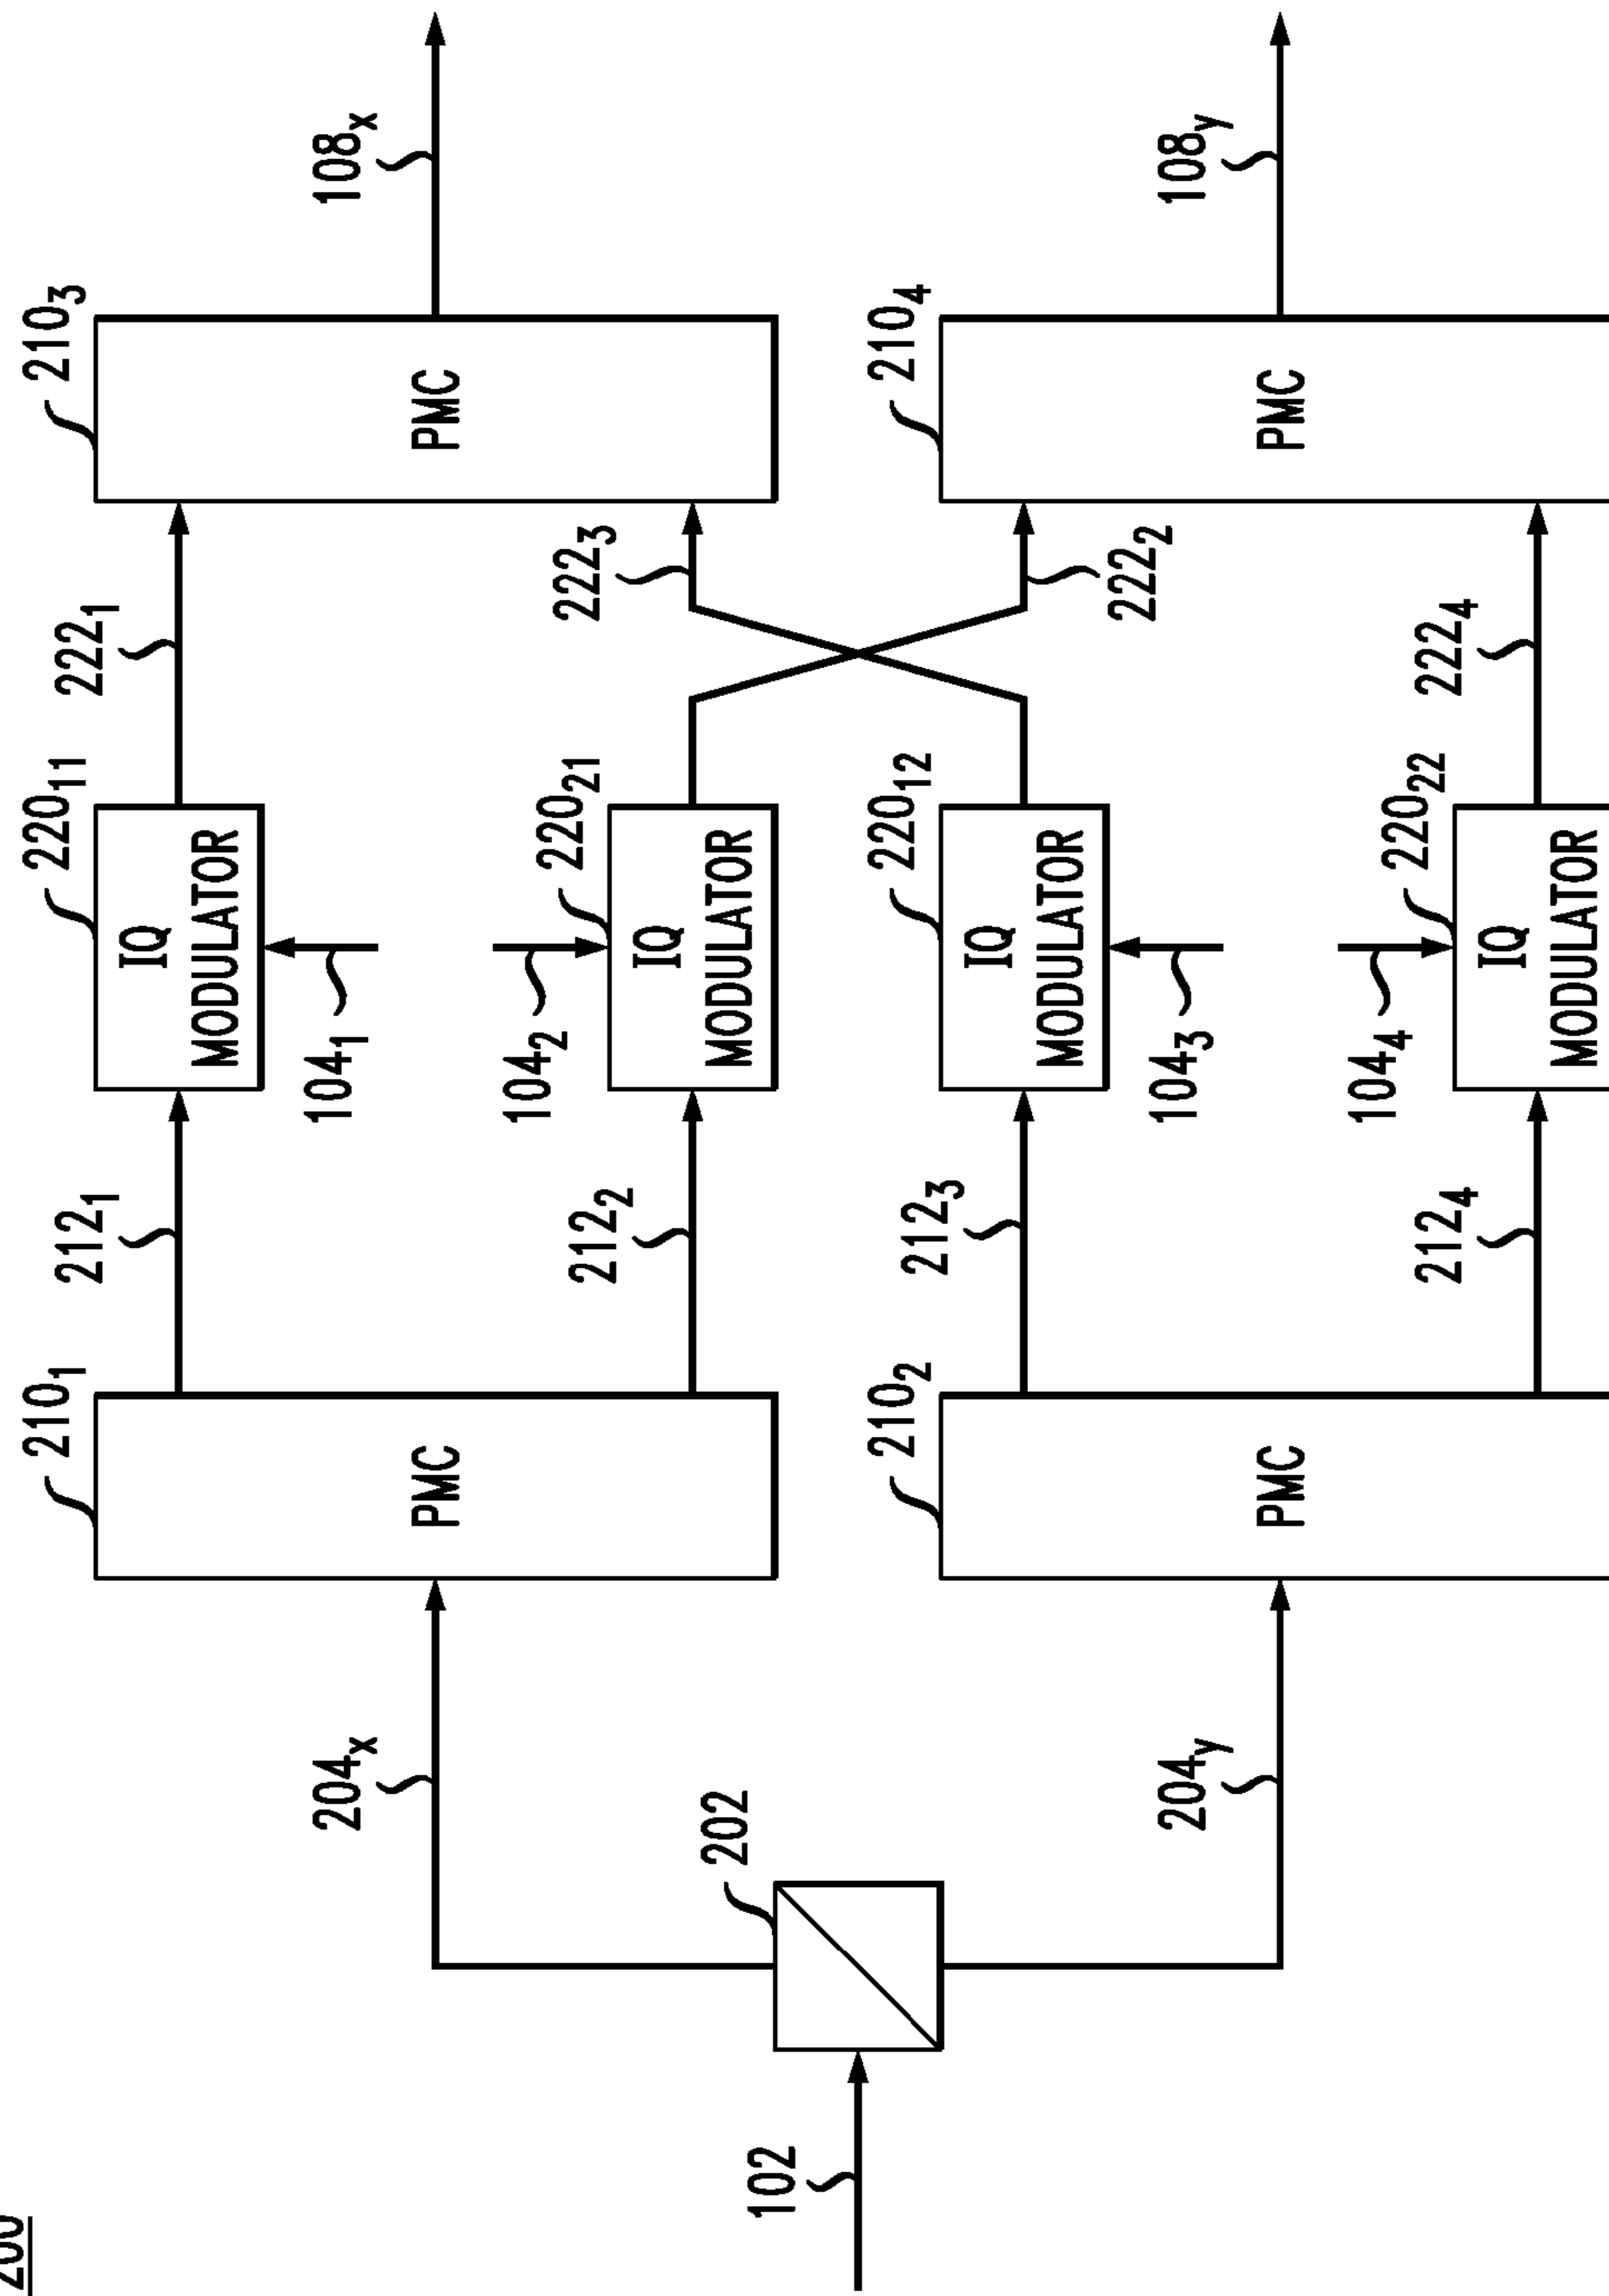 200
102
202
204x
204y
210₁
PMC
210₂
PMC
212₁
212₂
212₃
212₄
220₁₁
IQ
MODULATOR
104₁
220₂₁
IQ
MODULATOR
104₂
220₁₂
IQ
MODULATOR
104₃
220₂₂
IQ
MODULATOR
104₄
222₁
222₃
222₂
222₄
210₃
PMC
210₄
PMC
108x
108y